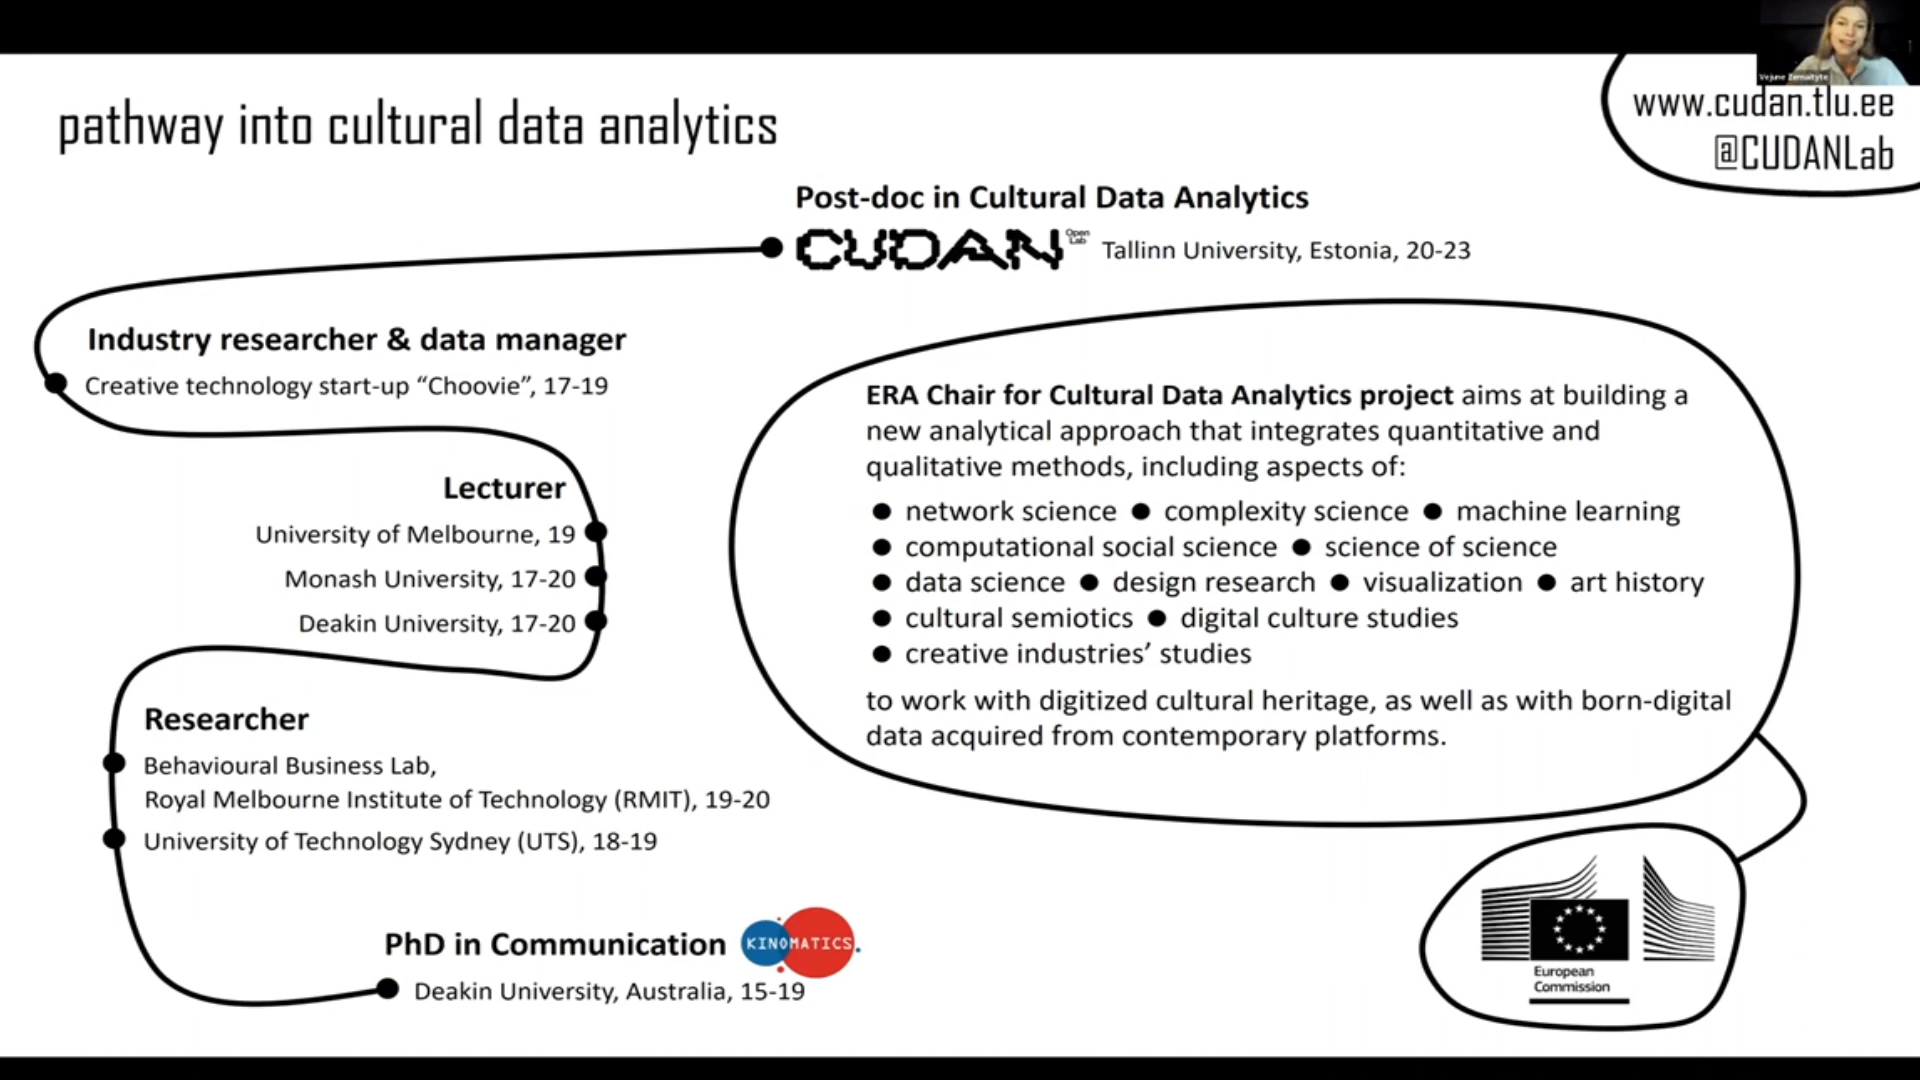 Vejune Zemaityte
www.cudan.tlu.ee
@CUDANLab
pathway into cultural data analytics
Post-doc in Cultural Data Analytics
CUDAN Open Lab Tallinn University, Estonia, 20-23
Industry researcher & data manager
Creative technology start-up “Choovie”, 17-19
Lecturer
University of Melbourne, 19
Monash University, 17-20
Deakin University, 17-20
Researcher
Behavioural Business Lab,
Royal Melbourne Institute of Technology (RMIT), 19-20
University of Technology Sydney (UTS), 18-19
PhD in Communication KINOMATICS.
Deakin University, Australia, 15-19
ERA Chair for Cultural Data Analytics project aims at building a
new analytical approach that integrates quantitative and
qualitative methods, including aspects of:
● network science ● complexity science ● machine learning
● computational social science ● science of science
● data science ● design research ● visualization ● art history
● cultural semiotics ● digital culture studies
● creative industries’ studies
to work with digitized cultural heritage, as well as with born-digital
data acquired from contemporary platforms.
European
Commission